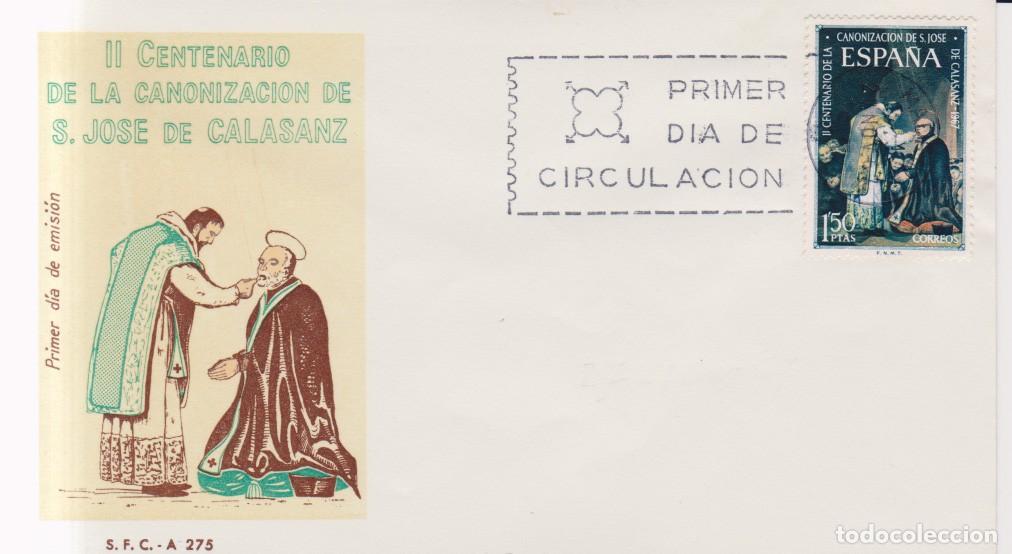 II CENTENARIO
DE LA CANONIZACION DE
S. JOSE DE CALASANZ
Primer día de emisión
S. F. C. - A 275
PRIMER
DIA DE
CIRCULACION
II CENTENARIO DE LA CANONIZACION DE S. JOSE DE CALASANZ-1967
ESPAÑA
1'50
PTAS
CORREOS
F.N.M.T.
todocoleccion